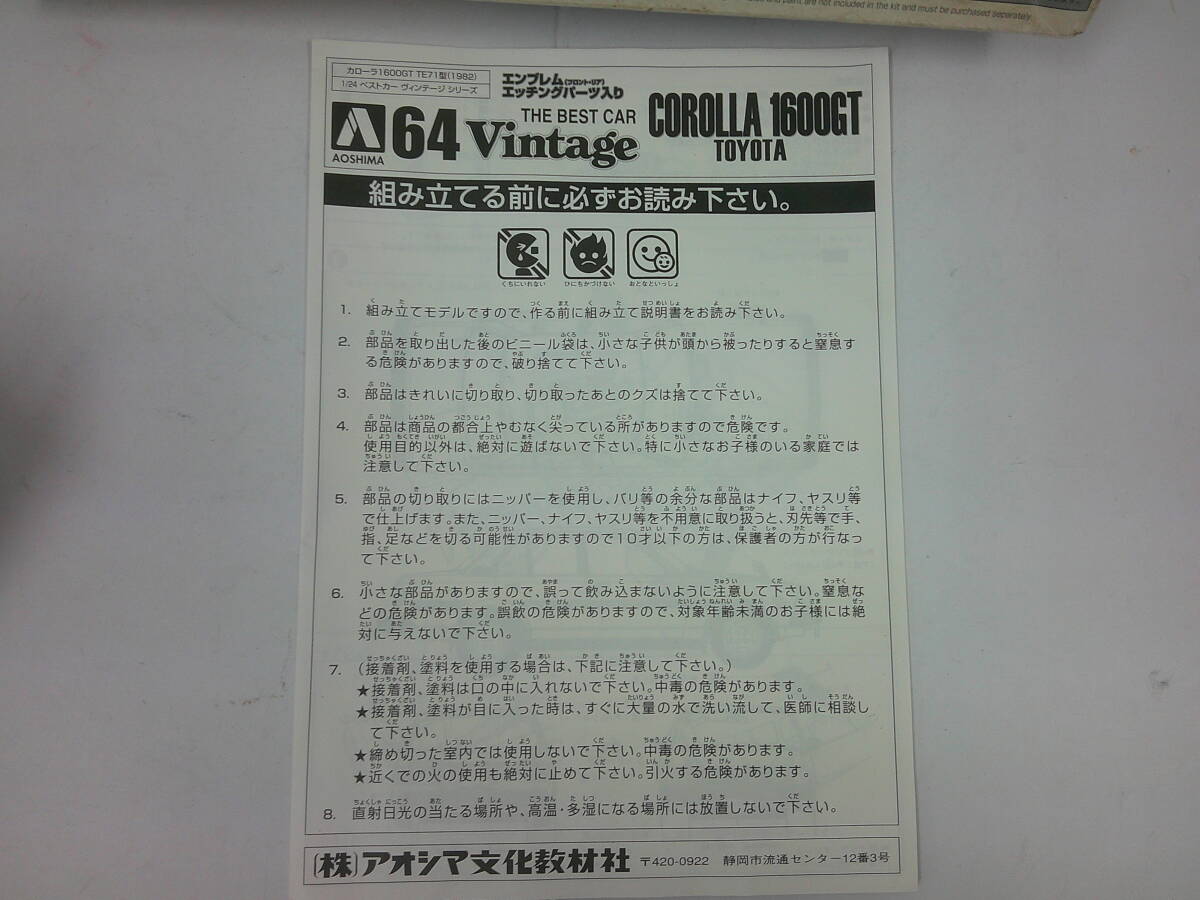 and paint are not included in the kit and must be purchased separately.
カローラ1600GT TE71型(1982)
1/24 ベストカー ヴィンテージ シリーズ
エンブレム(フロント・リア)
エッチングパーツ入り
AOSHIMA
64
THE BEST CAR
Vintage
COROLLA 1600GT
TOYOTA
組み立てる前に必ずお読み下さい。
くちにいれない ひにちかづけない おとなといっしょ
1. 組み立てモデルですので、作る前に組み立て説明書をお読み下さい。
2. 部品を取り出した後のビニール袋は、小さな子供が頭から被ったりすると窒息す
る危険がありますので、破り捨てて下さい。
3. 部品はきれいに切り取り、切り取ったあとのクズは捨てて下さい。
4. 部品は商品の都合上やむなく尖っている所がありますので危険です。
使用目的以外は、絶対に遊ばないで下さい。特に小さなお子様のいる家庭では
注意して下さい。
5. 部品の切り取りにはニッパーを使用し、バリ等の余分な部品はナイフ、ヤスリ等
で仕上げます。また、ニッパー、ナイフ、ヤスリ等を不用意に取り扱うと、刃先等で手、
指、足などを切る可能性がありますので10才以下の方は、保護者の方が行なっ
て下さい。
6. 小さな部品がありますので、誤って飲み込まないように注意して下さい。窒息な
どの危険があります。誤飲の危険がありますので、対象年齢未満のお子様には絶
対に与えないで下さい。
7. (接着剤、塗料を使用する場合は、下記に注意して下さい。)
★接着剤、塗料は口の中に入れないで下さい。中毒の危険があります。
★接着剤、塗料が目に入った時は、すぐに大量の水で洗い流して、医師に相談し
て下さい。
★締め切った室内では使用しないで下さい。中毒の危険があります。
★近くでの火の使用も絶対に止めて下さい。引火する危険があります。
8. 直射日光の当たる場所や、高温・多湿になる場所には放置しないで下さい。
(株)アオシマ文化教材社 〒420-0922 静岡市流通センター12番3号